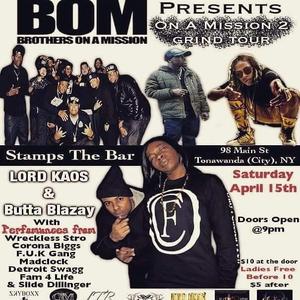 BOM
BROTHERS ON A MISSION
PRESENTS
ON A MISSION 2
GRIND TOUR
Stamps The Bar
98 Main St
Tonawanda (City), NY
LORD KAOS
&
Butta Blazay
With
Performances From
Wreckless Stro
Corona Biggs
F.U.K Gang
Madclock
Detroit Swagg
Fam 4 Life
& Slide Dillinger
Saturday
April 15th
Doors Open
@9pm
$10 at the door
Ladies Free
Before 10
$5 after